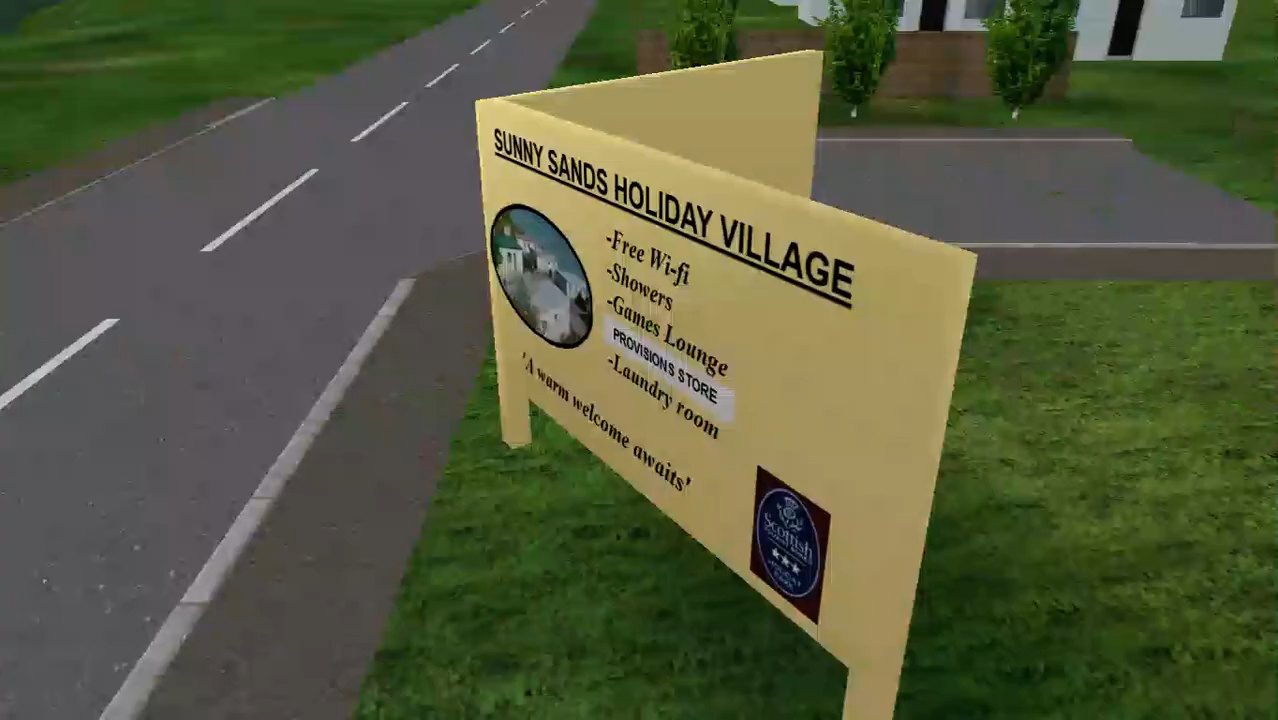 SUNNY SANDS HOLIDAY VILLAGE
-Free Wi-fi
-Showers
-Games Lounge
PROVISIONS STORE
-Laundry room
'A warm welcome awaits'
Scottish